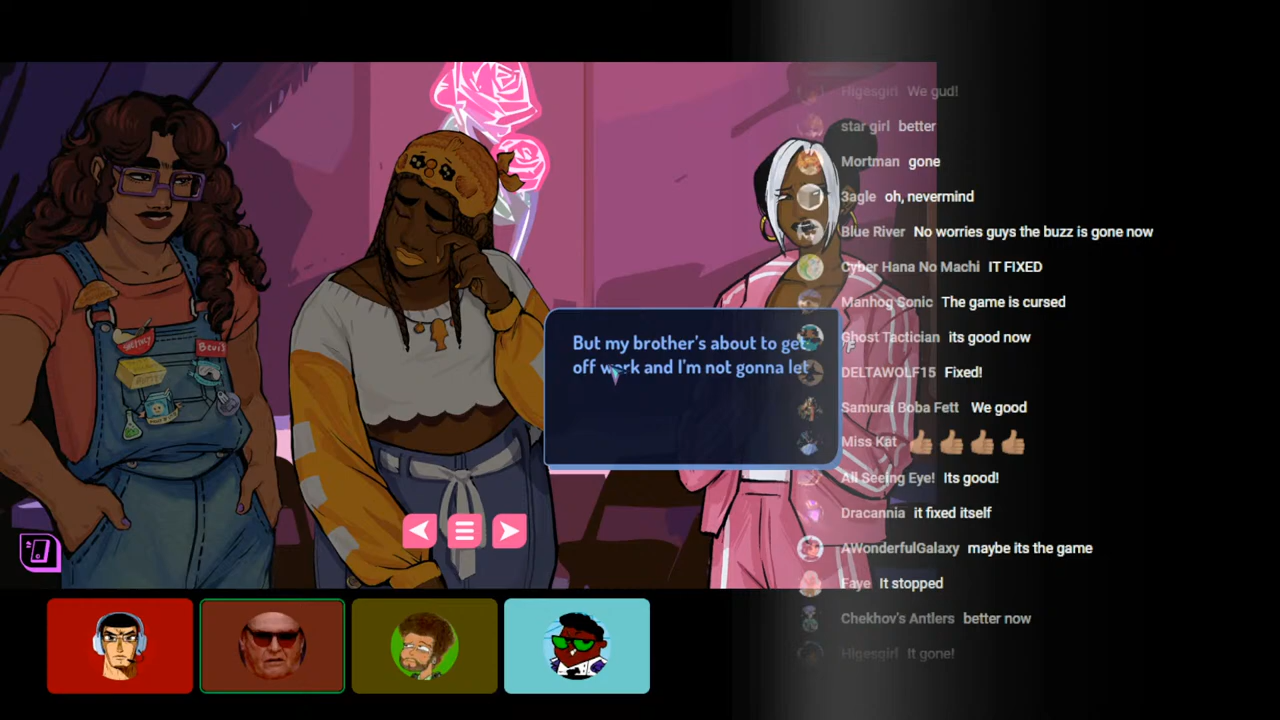 Higesgirl We gud!
star girl better
Mortman gone
3agle oh, nevermind
Blue River No worries guys the buzz is gone now
Cyber Hana No Machi IT FIXED
Manhog Sonic The game is cursed
Ghost Tactician its good now
DELTAWOLF15 Fixed!
Samurai Boba Fett We good
Miss Kat 👍🏽👍🏽👍🏽👍🏽
All Seeing Eye! Its good!
Dracannia it fixed itself
AWonderfulGalaxy maybe its the game
Faye It stopped
Chekhov's Antlers better now
Higesgirl It gone!
But my brother's about to get
off work and I'm not gonna let